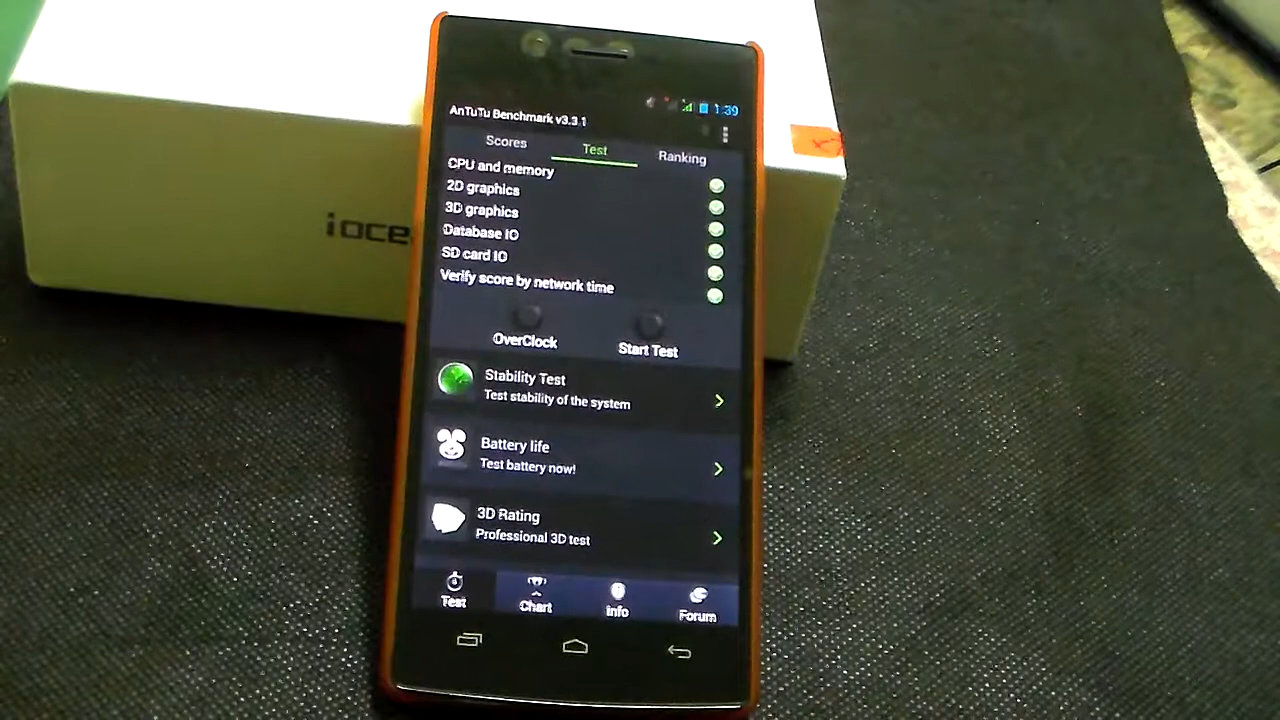 1:39
AnTuTu Benchmark v3.3.1
Scores Test Ranking
CPU and memory
2D graphics
3D graphics
Database IO
SD card IO
Verify score by network time
OverClock Start Test
Stability Test
Test stability of the system
Battery life
Test battery now!
3D Rating
Professional 3D test
Test Chart Info Forum
ioce